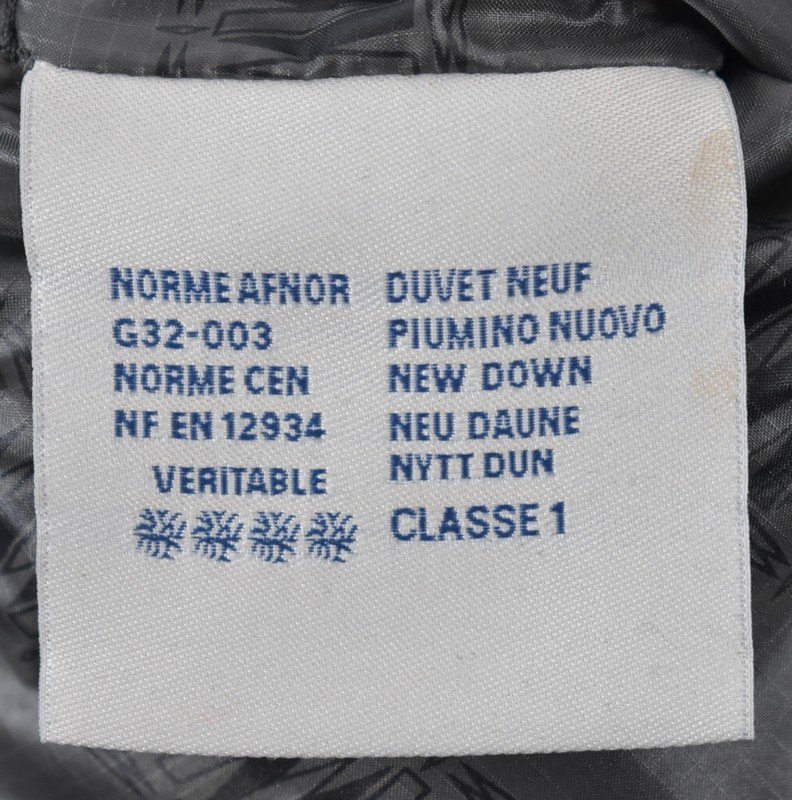 NORME AFNOR
G32-003
NORME CEN
NF EN 12934
VERITABLE
DUVET NEUF
PIUMINO NUOVO
NEW DOWN
NEU DAUNE
NYTT DUN
CLASSE 1